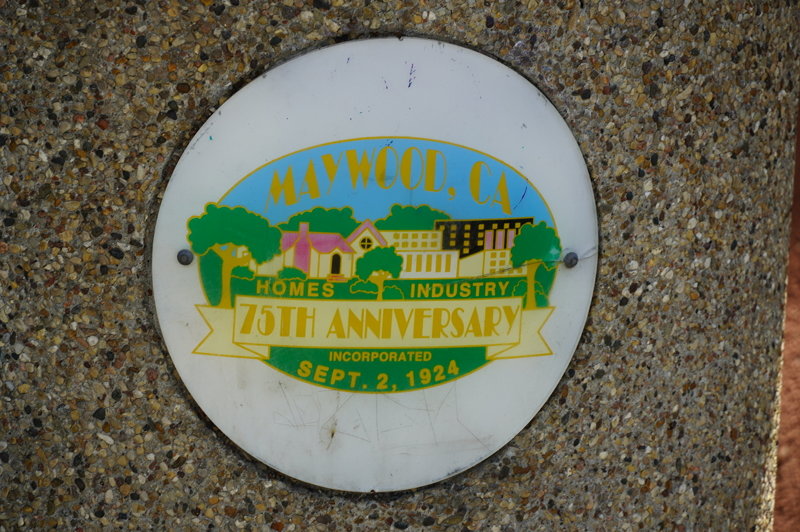 MAYWOOD, CA
HOMES INDUSTRY
75TH ANNIVERSARY
INCORPORATED
SEPT. 2, 1924